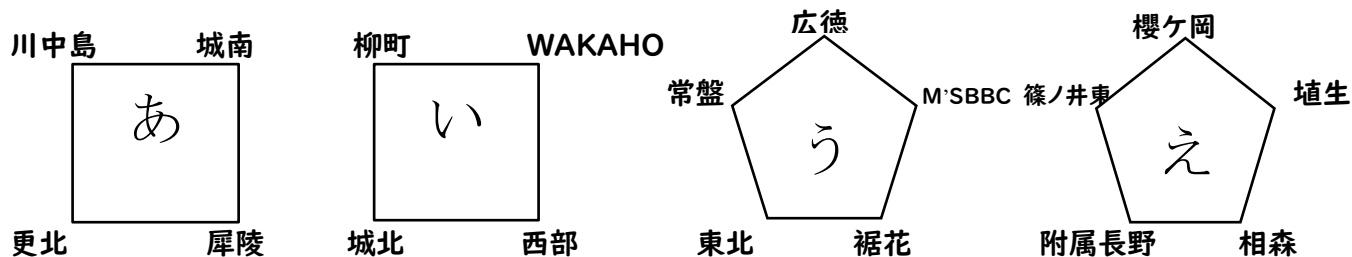 川中島 城南
あ
更北 犀陵
柳町 WAKAHO
い
城北 西部
広徳
常盤 M'SBBC
う
東北 裾花
櫻ケ岡
篠ノ井東 埴生
え
附属長野 相森